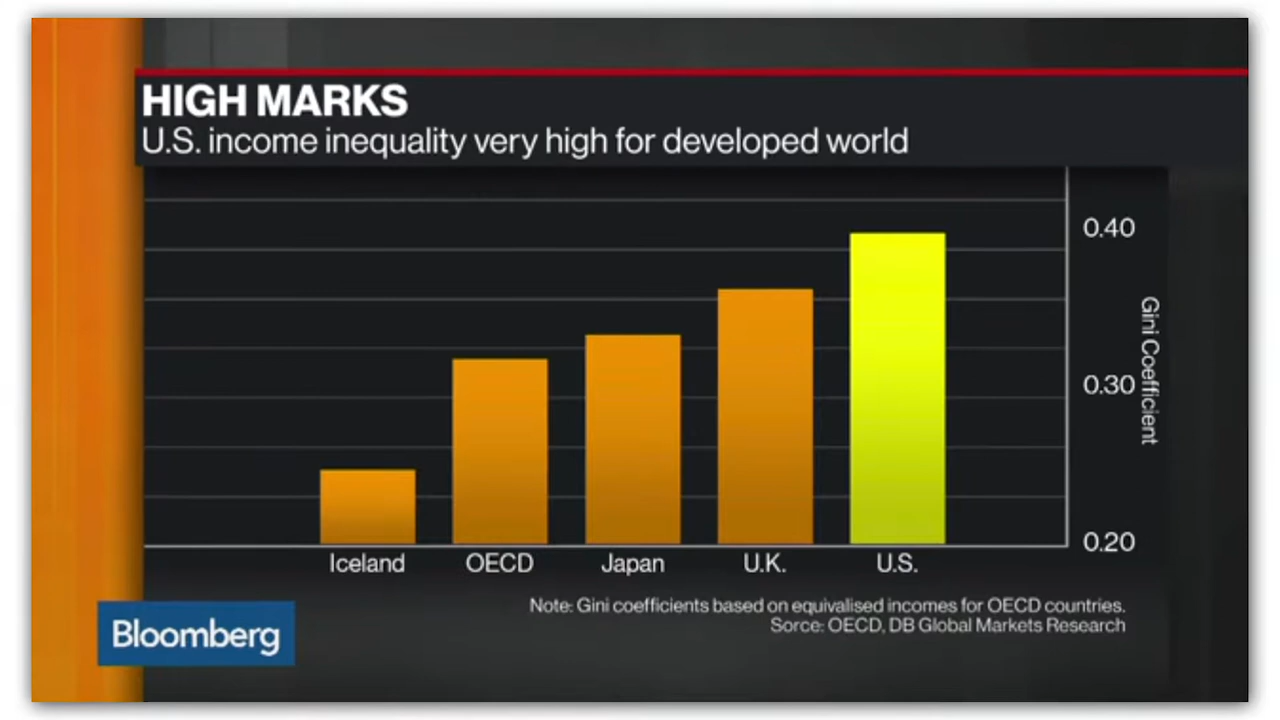 HIGH MARKS
U.S. income inequality very high for developed world
0.40
0.30
0.20
Gini Coefficient
Iceland OECD Japan U.K. U.S.
Note: Gini coefficients based on equivalised incomes for OECD countries.
Sorce: OECD, DB Global Markets Research
Bloomberg